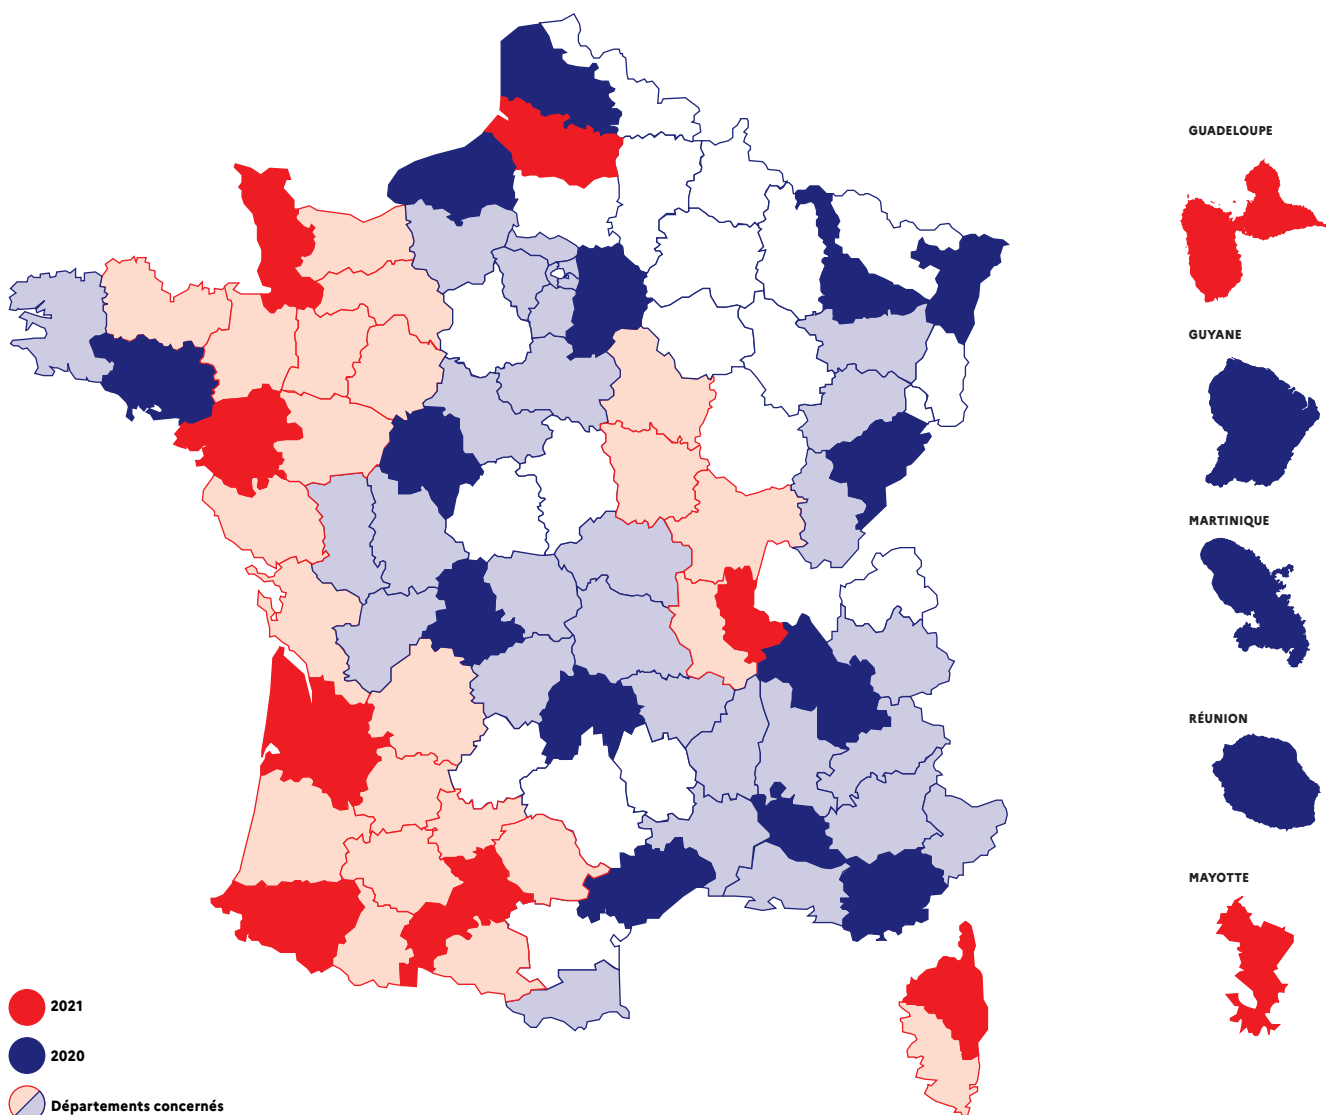 GUADELOUPE
GUYANE
MARTINIQUE
RÉUNION
MAYOTTE
2021
2020
Départements concernés